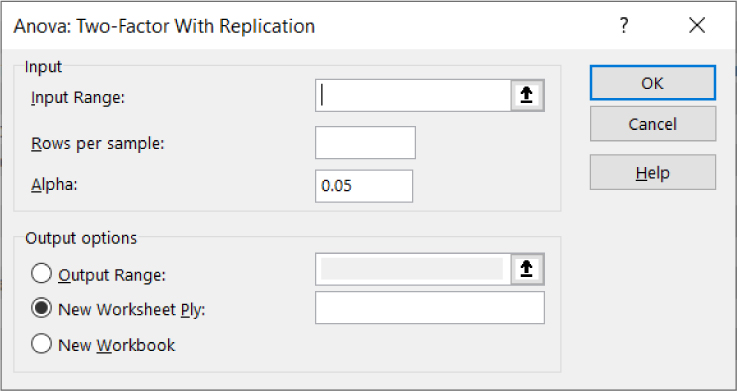 Anova: Two-Factor With Replication ? ×
Input
Input Range:
OK
Rows per sample:
Cancel
Alpha: 0.05
Help
Output options
Output Range:
New Worksheet Ply:
New Workbook